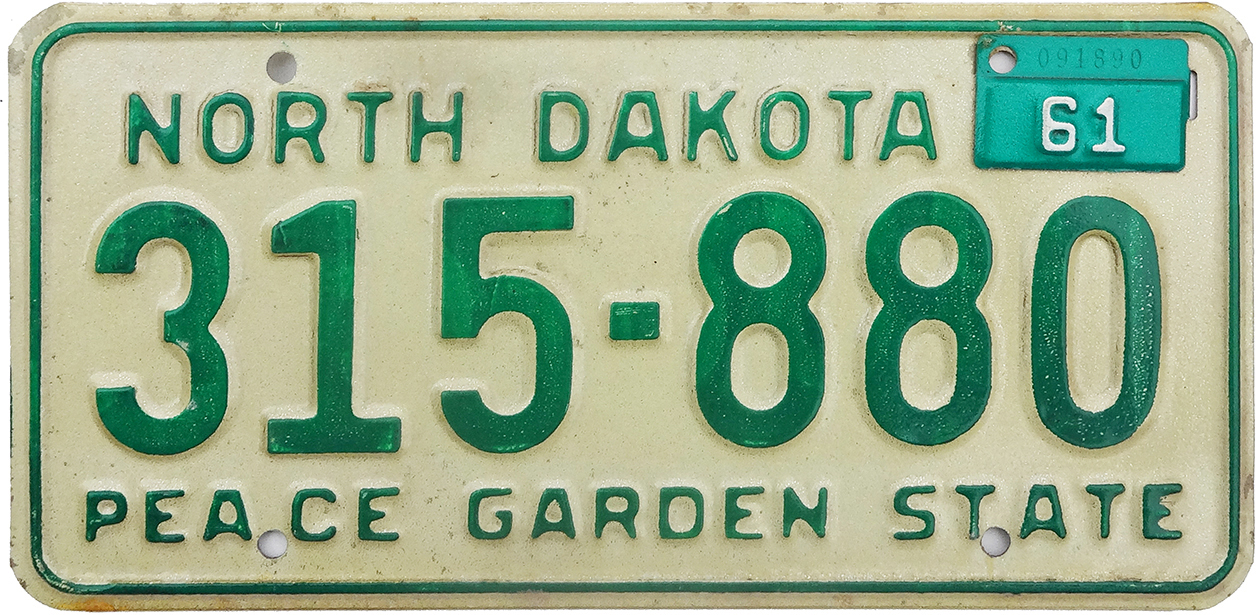 091890
NORTH DAKOTA 61
315-880
PEACE GARDEN STATE